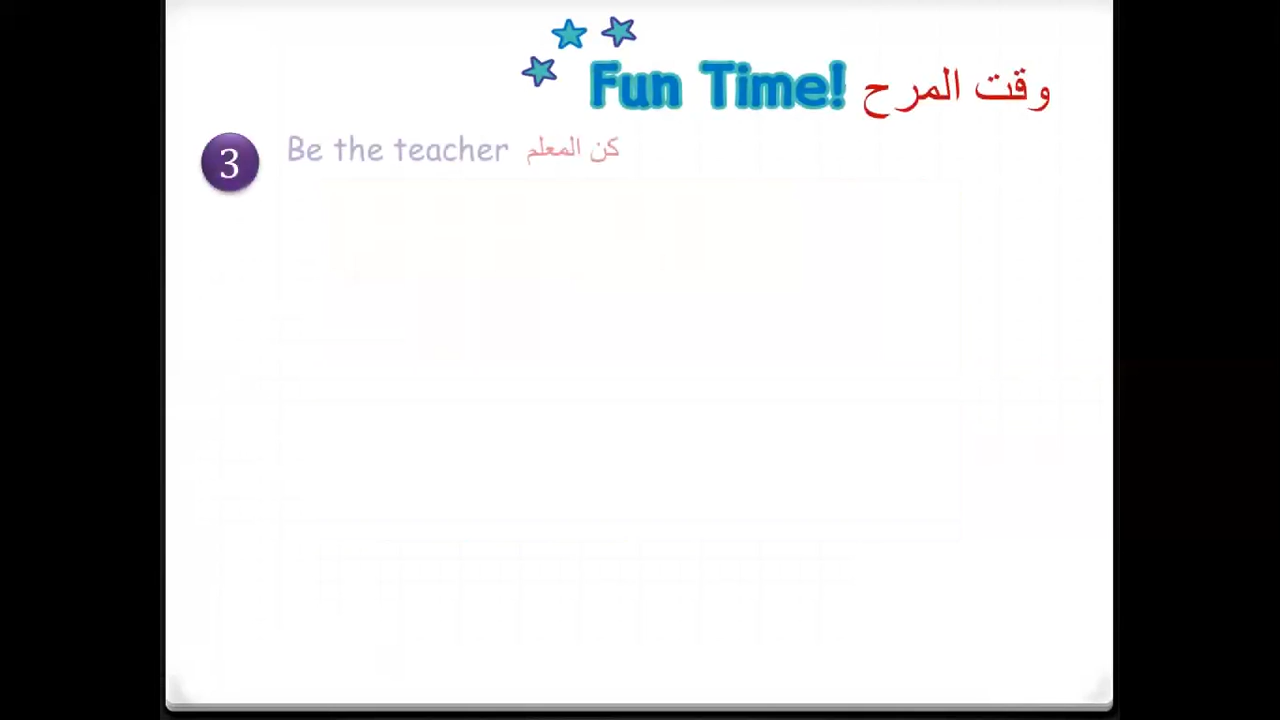 Fun Time! وقت المرح
3 Be the teacher كن المعلم